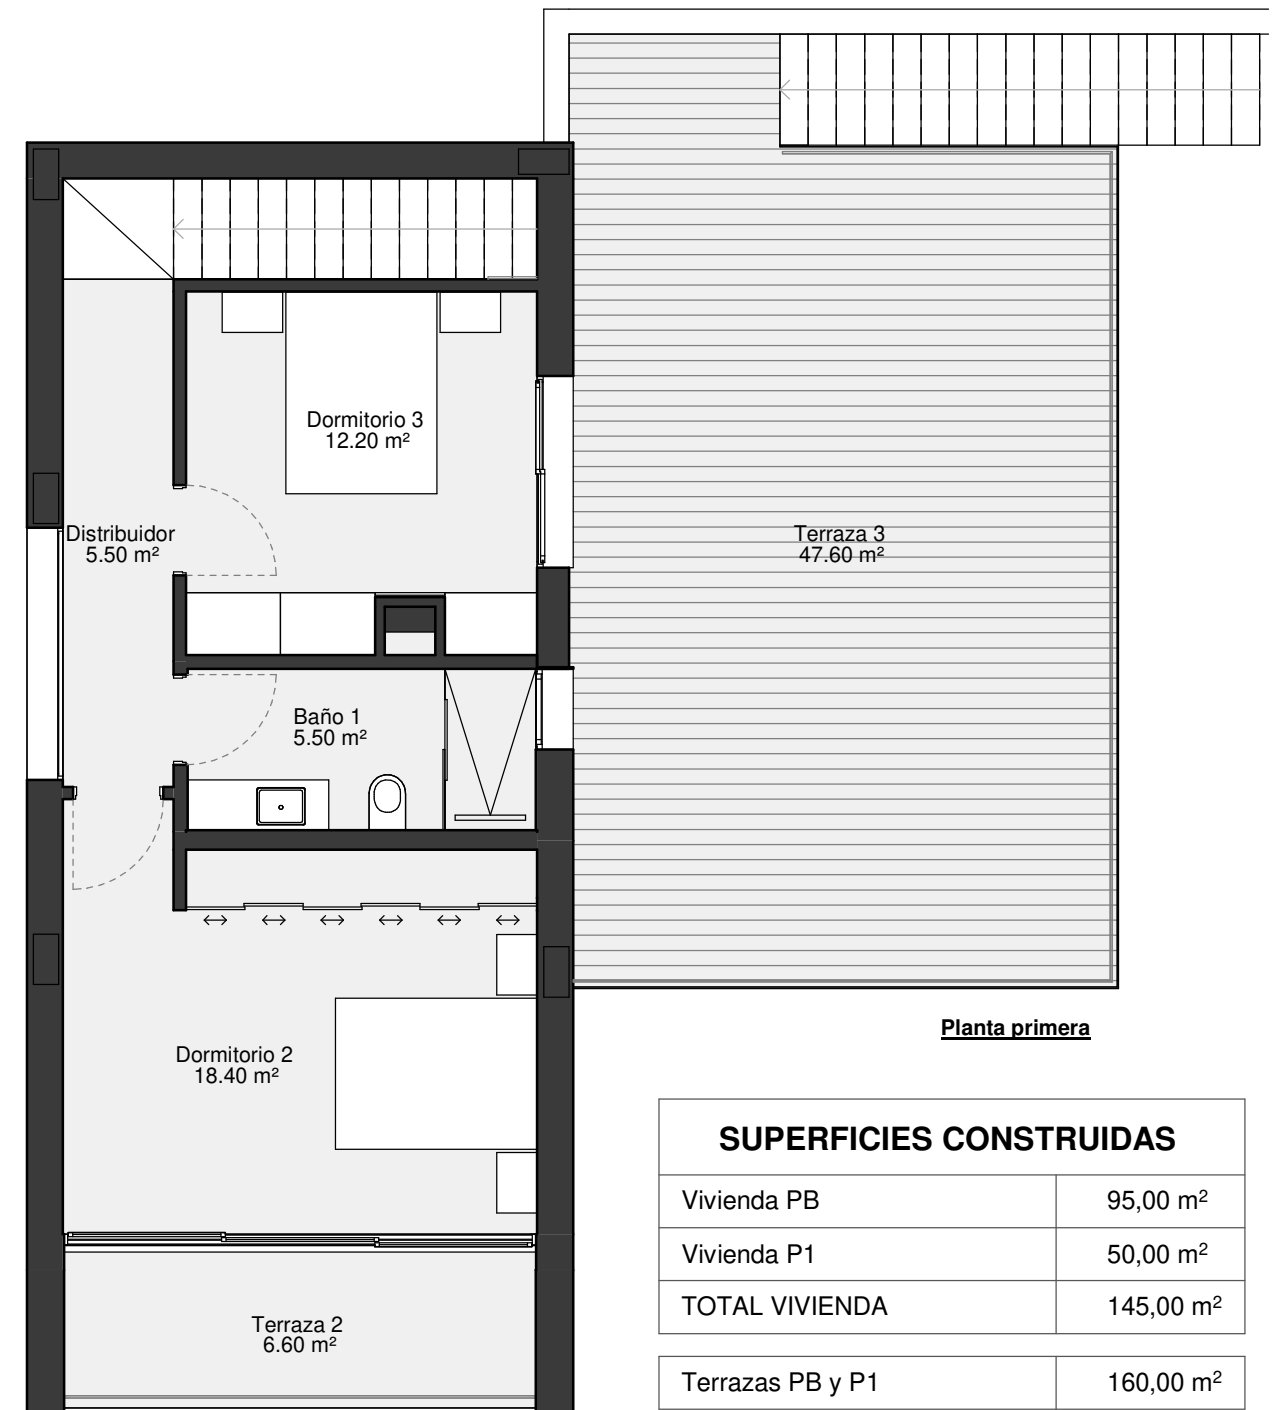 Dormitorio 3
12.20 m²
Distribuidor
5.50 m²
Terraza 3
47.60 m²
Baño 1
5.50 m²
Dormitorio 2
18.40 m²
Terraza 2
6.60 m²
Planta primera
SUPERFICIES CONSTRUIDAS
Vivienda PB 95,00 m²
Vivienda P1 50,00 m²
TOTAL VIVIENDA 145,00 m²
Terrazas PB y P1 160,00 m²